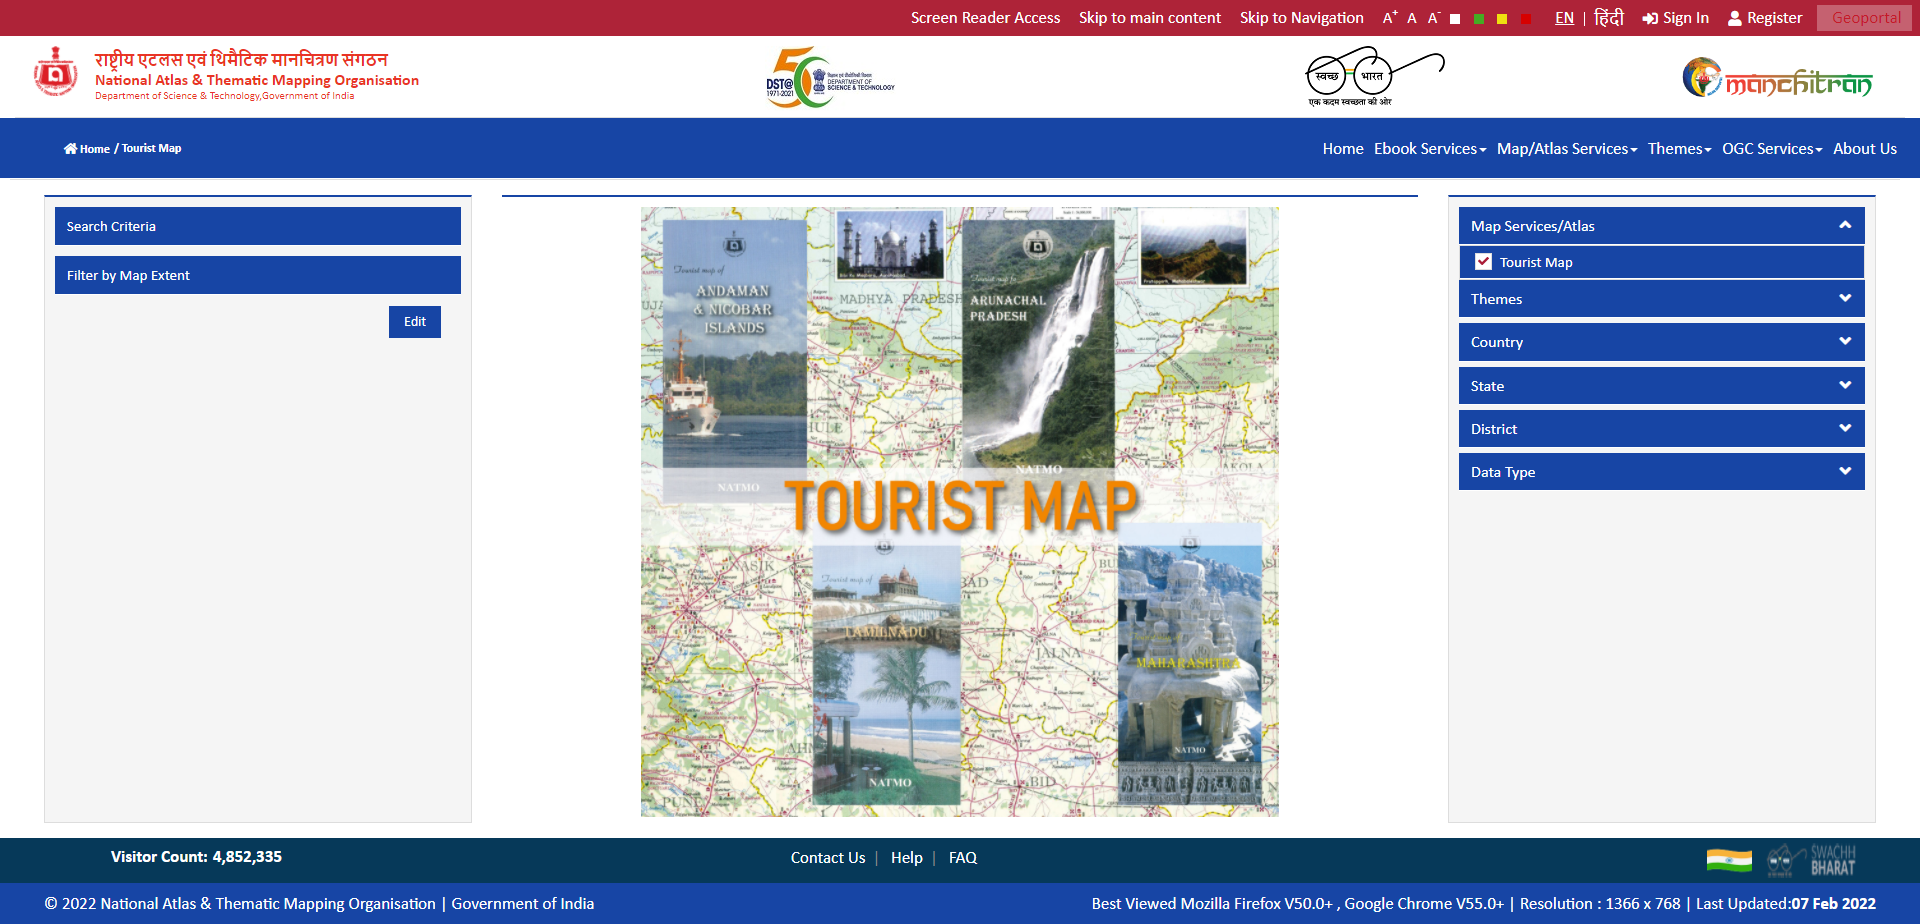 Screen Reader Access Skip to main content Skip to Navigation A+ A A- EN | हिंदी Sign In Register Geoportal
राष्ट्रीय एटलस एवं थिमैटिक मानचित्रण संगठन
National Atlas & Thematic Mapping Organisation
Department of Science & Technology,Government of India
50
DST@
1971-2021
DEPARTMENT OF
SCIENCE & TECHNOLOGY
स्वच्छ भारत
एक कदम स्वच्छता की ओर
manchitran
Home / Tourist Map
Home Ebook Services Map/Atlas Services Themes OGC Services About Us
Search Criteria
Filter by Map Extent
Edit
Tourist map of
ANDAMAN
& NICOBAR
ISLANDS
NATMO
MADHYA PRADESH
ARUNACHAL
PRADESH
NATMO
AKOLA
TOURIST MAP
NASIK
Tourist map of
TAMILNADU
NATMO
JALNA
BID
MAHARASHTRA
NATMO
Map Services/Atlas
Tourist Map
Themes
Country
State
District
Data Type
Visitor Count: 4,852,335
Contact Us | Help | FAQ
SWACHH
BHARAT
© 2022 National Atlas & Thematic Mapping Organisation | Government of India
Best Viewed Mozilla Firefox V50.0+ , Google Chrome V55.0+ | Resolution : 1366 x 768 | Last Updated:07 Feb 2022